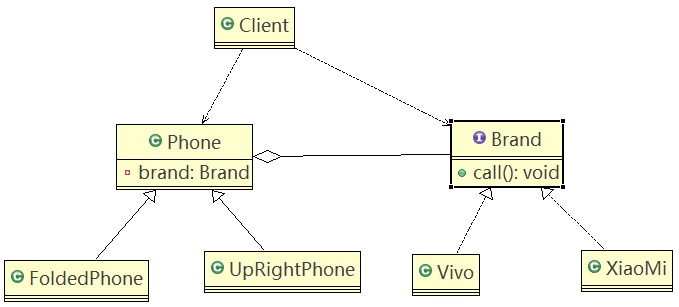 Client
Phone
brand: Brand
Brand
call(): void
FoldedPhone
UpRightPhone
Vivo
XiaoMi